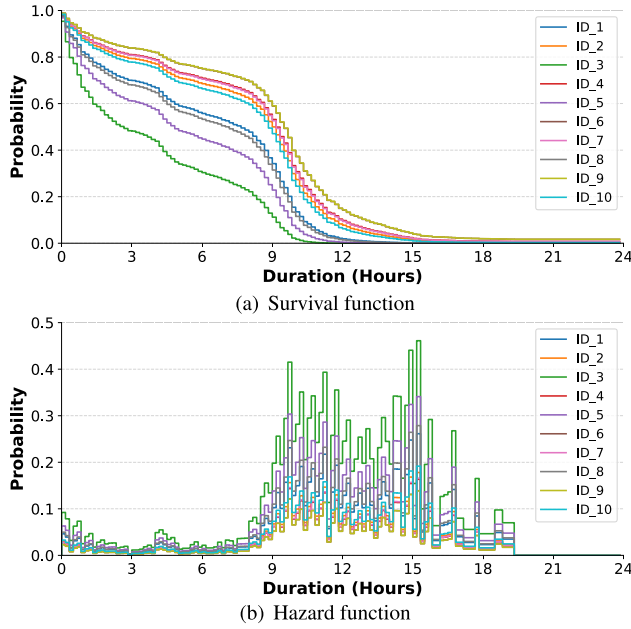 1.0
0.8
0.6
0.4
0.2
0.0
Probability
0 3 6 9 12 15 18 21 24
Duration (Hours)
ID_1
ID_2
ID_3
ID_4
ID_5
ID_6
ID_7
ID_8
ID_9
ID_10
(a) Survival function
0.5
0.4
0.3
0.2
0.1
0.0
Probability
0 3 6 9 12 15 18 21 24
Duration (Hours)
ID_1
ID_2
ID_3
ID_4
ID_5
ID_6
ID_7
ID_8
ID_9
ID_10
(b) Hazard function